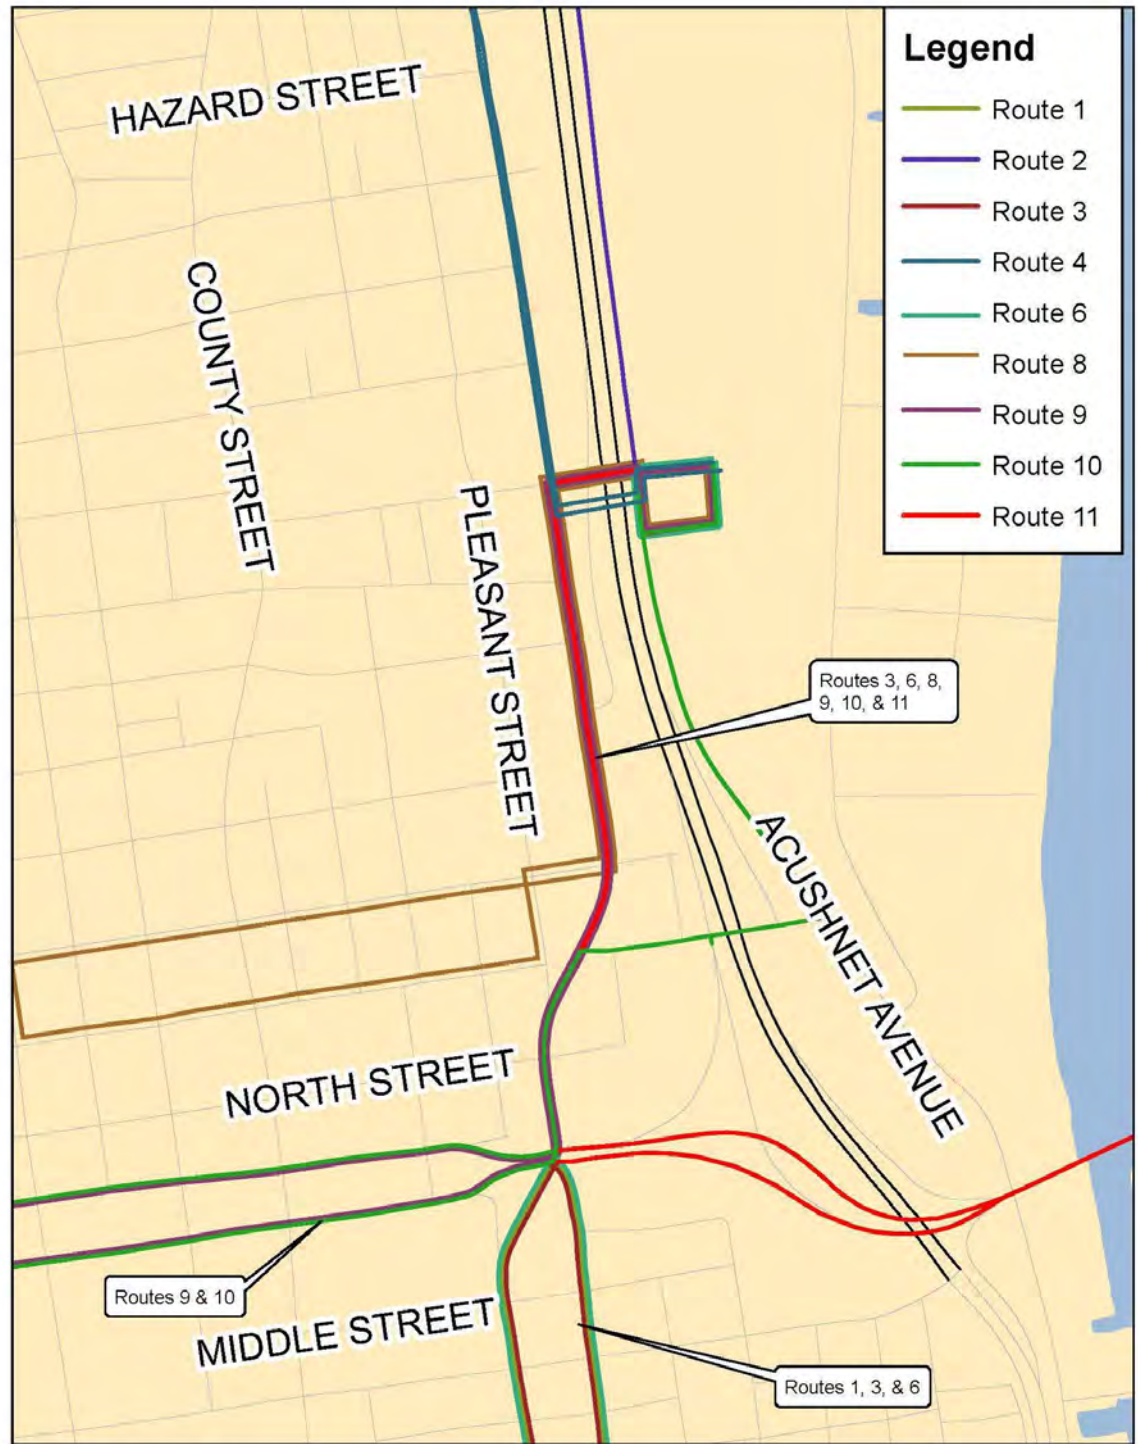 Legend
Route 1
Route 2
Route 3
Route 4
Route 6
Route 8
Route 9
Route 10
Route 11
HAZARD STREET
COUNTY STREET
PLEASANT STREET
Routes 3, 6, 8,
9, 10, & 11
ACUSHNET AVENUE
NORTH STREET
Routes 9 & 10
MIDDLE STREET
Routes 1, 3, & 6